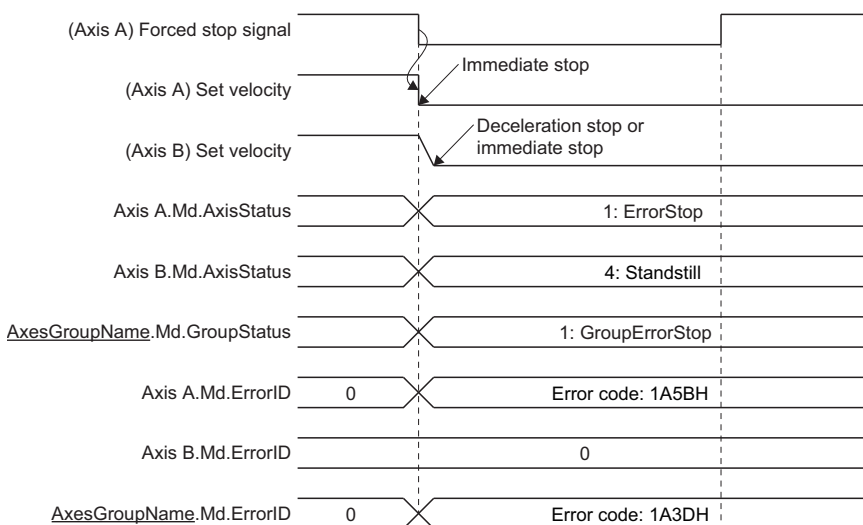 (Axis A) Forced stop signal
Immediate stop
(Axis A) Set velocity
Deceleration stop or
immediate stop
(Axis B) Set velocity
Axis A.Md.AxisStatus
1: ErrorStop
Axis B.Md.AxisStatus
4: Standstill
AxesGroupName.Md.GroupStatus
1: GroupErrorStop
Axis A.Md.ErrorID
0
Error code: 1A5BH
Axis B.Md.ErrorID
0
AxesGroupName.Md.ErrorID
0
Error code: 1A3DH